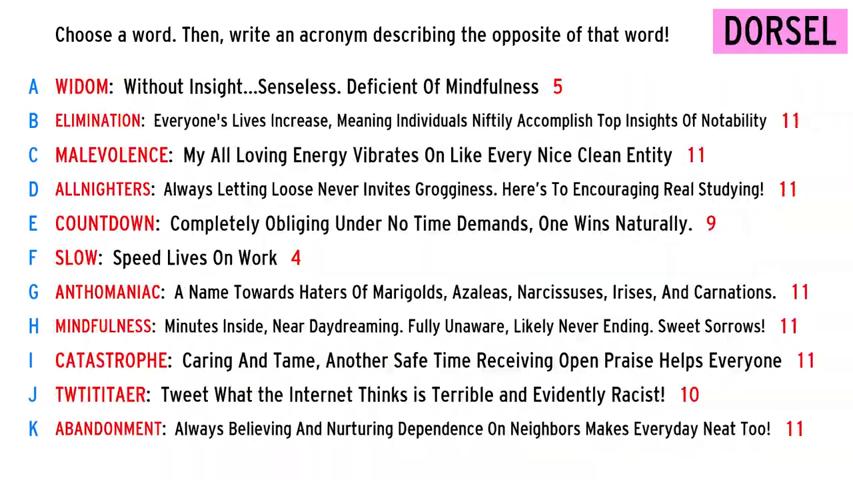 Choose a word. Then, write an acronym describing the opposite of that word!
DORSEL
A WIDOM: Without Insight...Senseless. Deficient Of Mindfulness 5
B ELIMINATION: Everyone's Lives Increase, Meaning Individuals Niftily Accomplish Top Insights Of Notability 11
C MALEVOLENCE: My All Loving Energy Vibrates On Like Every Nice Clean Entity 11
D ALLNIGHTERS: Always Letting Loose Never Invites Grogginess. Here's To Encouraging Real Studying! 11
E COUNTDOWN: Completely Obliging Under No Time Demands, One Wins Naturally. 9
F SLOW: Speed Lives On Work 4
G ANTHOMANIAC: A Name Towards Haters Of Marigolds, Azaleas, Narcissuses, Irises, And Carnations. 11
H MINDFULNESS: Minutes Inside, Near Daydreaming. Fully Unaware, Likely Never Ending. Sweet Sorrows! 11
I CATASTROPHE: Caring And Tame, Another Safe Time Receiving Open Praise Helps Everyone 11
J TWTITITAER: Tweet What the Internet Thinks is Terrible and Evidently Racist! 10
K ABANDONMENT: Always Believing And Nurturing Dependence On Neighbors Makes Everyday Neat Too! 11